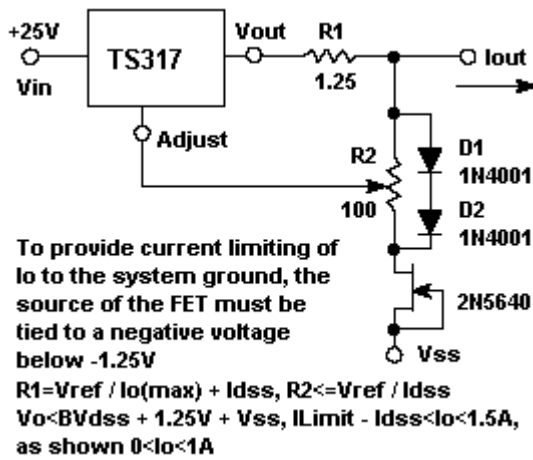 +25V
Vin
TS317
Vout
R1
1.25
Iout
Adjust
R2
100
D1
1N4001
D2
1N4001
2N5640
Vss
To provide current limiting of
Io to the system ground, the
source of the FET must be
tied to a negative voltage
below -1.25V
R1=Vref / Io(max) + Idss, R2<=Vref / Idss
Vo<BVdss + 1.25V + Vss, ILimit - Idss<Io<1.5A,
as shown 0<Io<1A